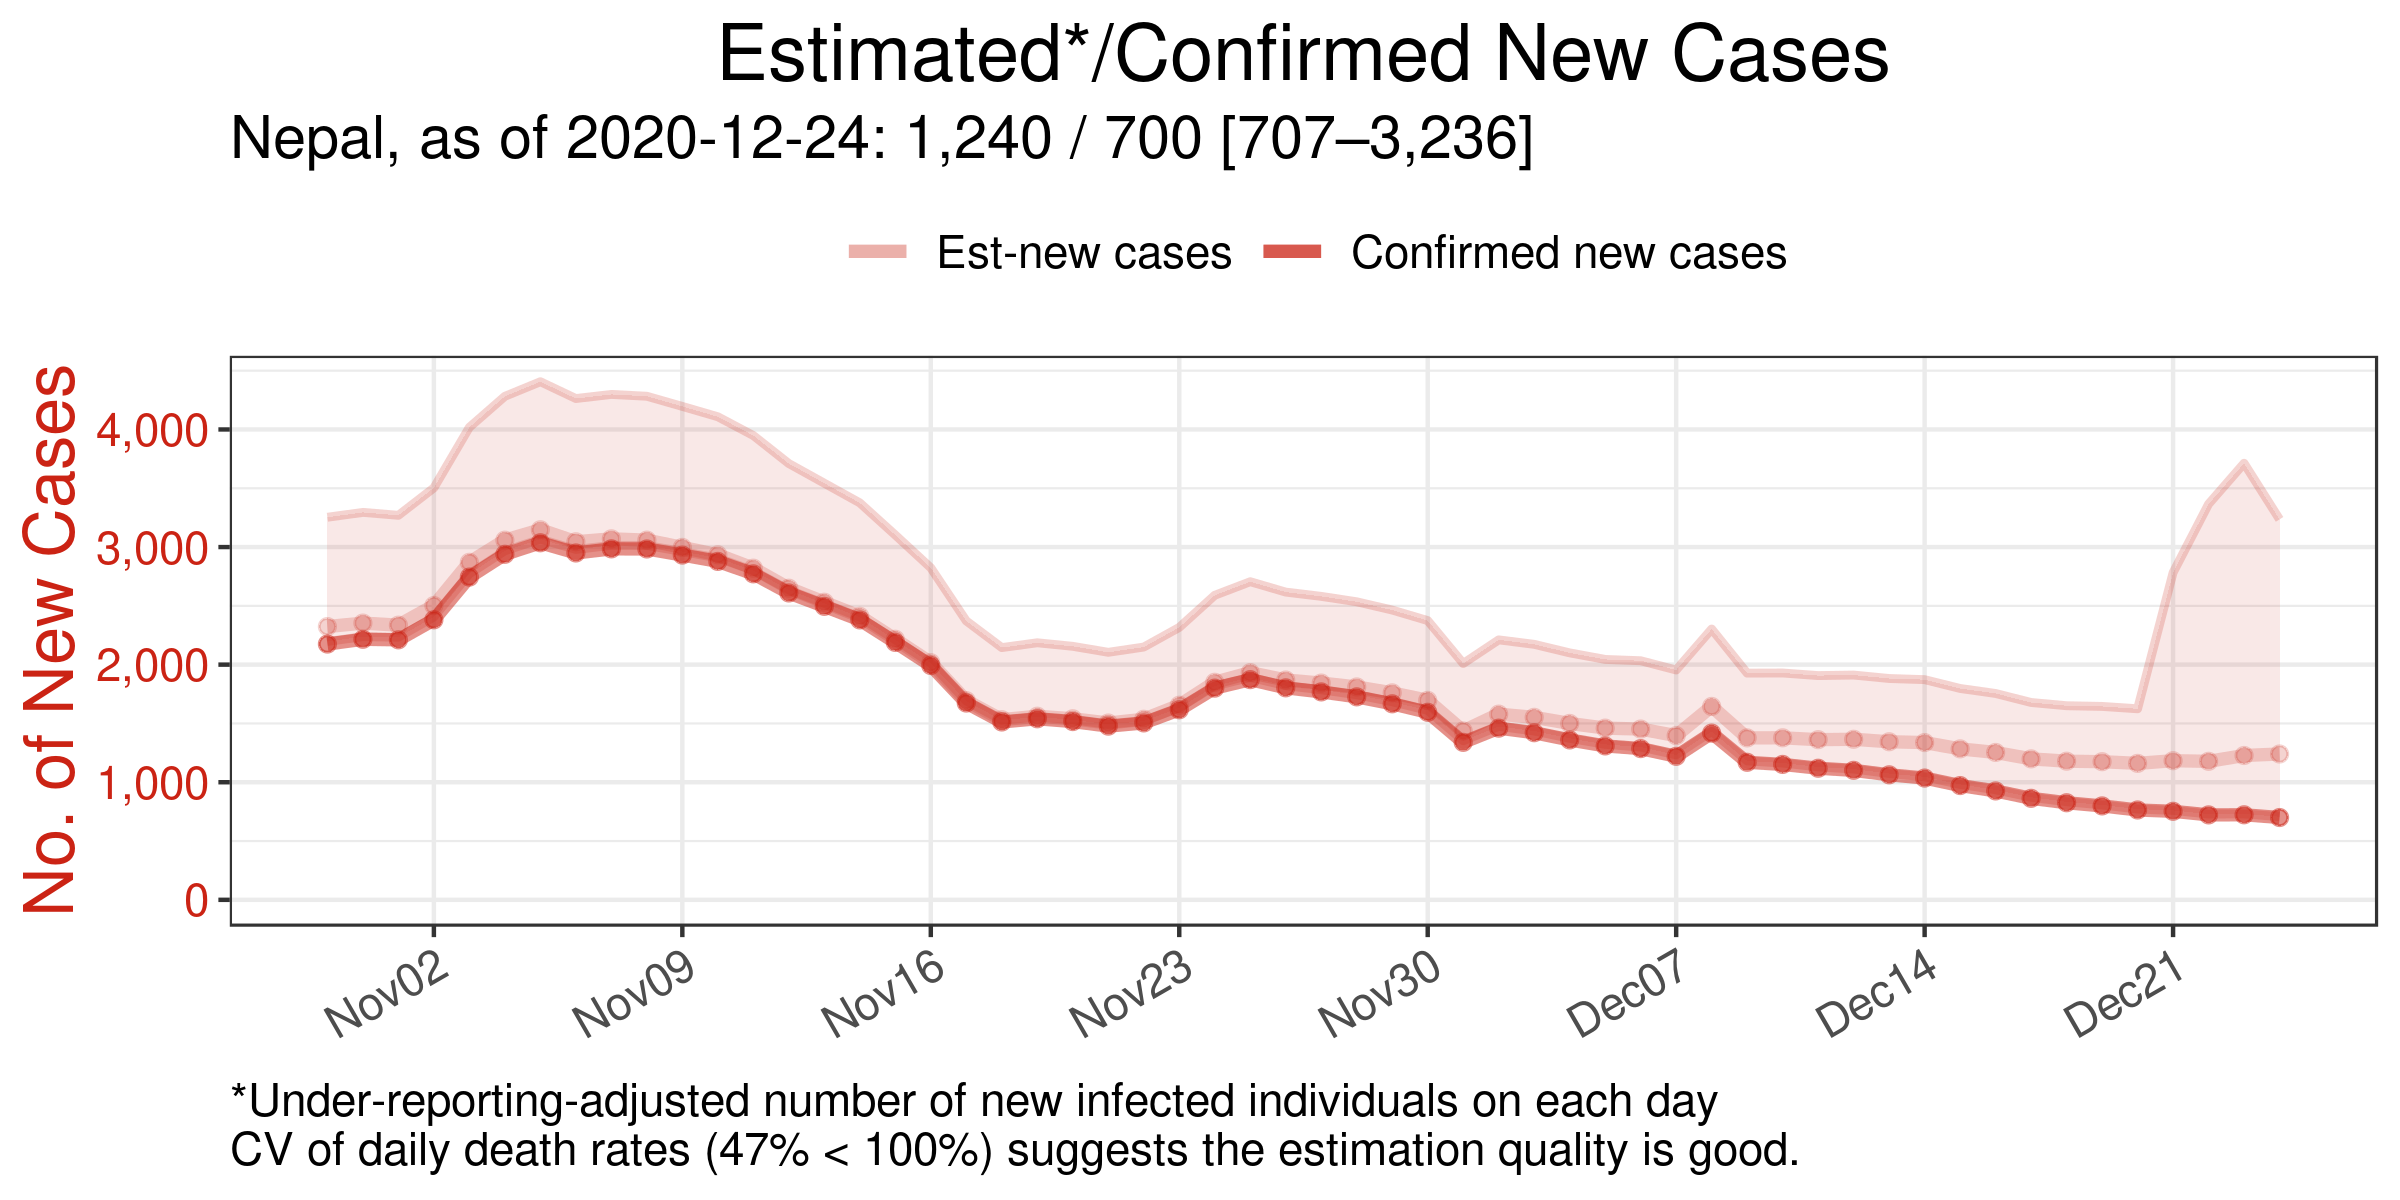 Estimated*/Confirmed New Cases
Nepal, as of 2020-12-24: 1,240 / 700 [707–3,236]
Est-new cases Confirmed new cases
No. of New Cases
4,000
3,000
2,000
1,000
0
Nov02 Nov09 Nov16 Nov23 Nov30 Dec07 Dec14 Dec21
*Under-reporting-adjusted number of new infected individuals on each day
CV of daily death rates (47% < 100%) suggests the estimation quality is good.